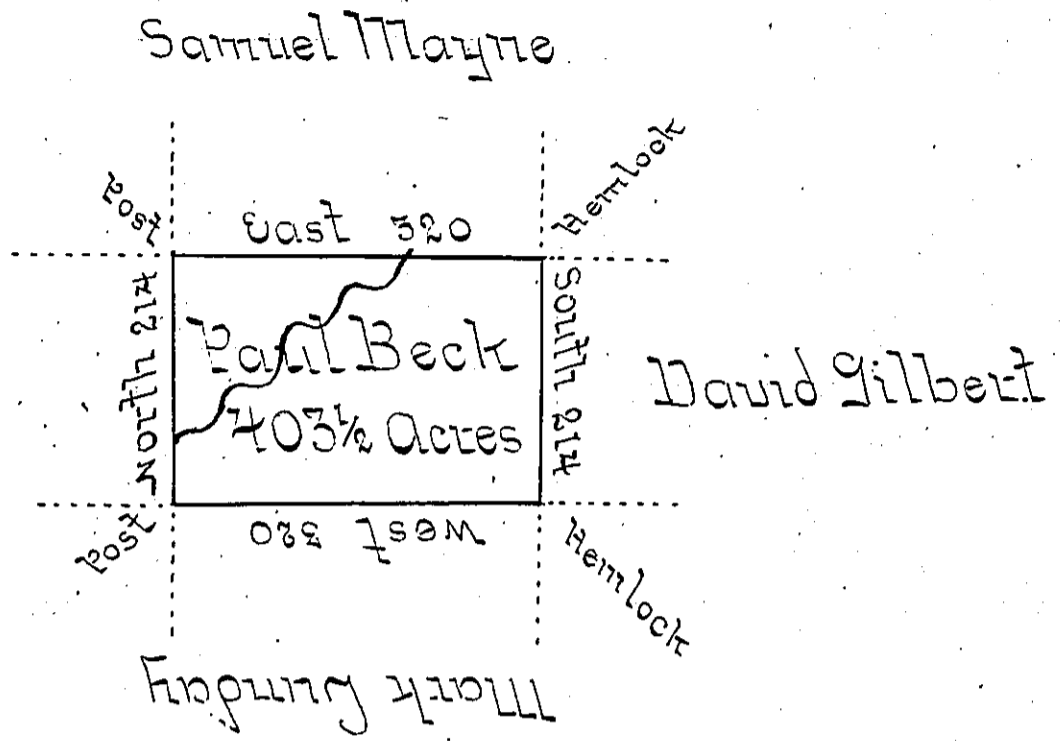 Samuel Mayne
Post
Hemlock
East 320
North 214
South 214
Paul Beck
403½ Acres
David Gilbert
West 320
Post
Hemlock
Mark